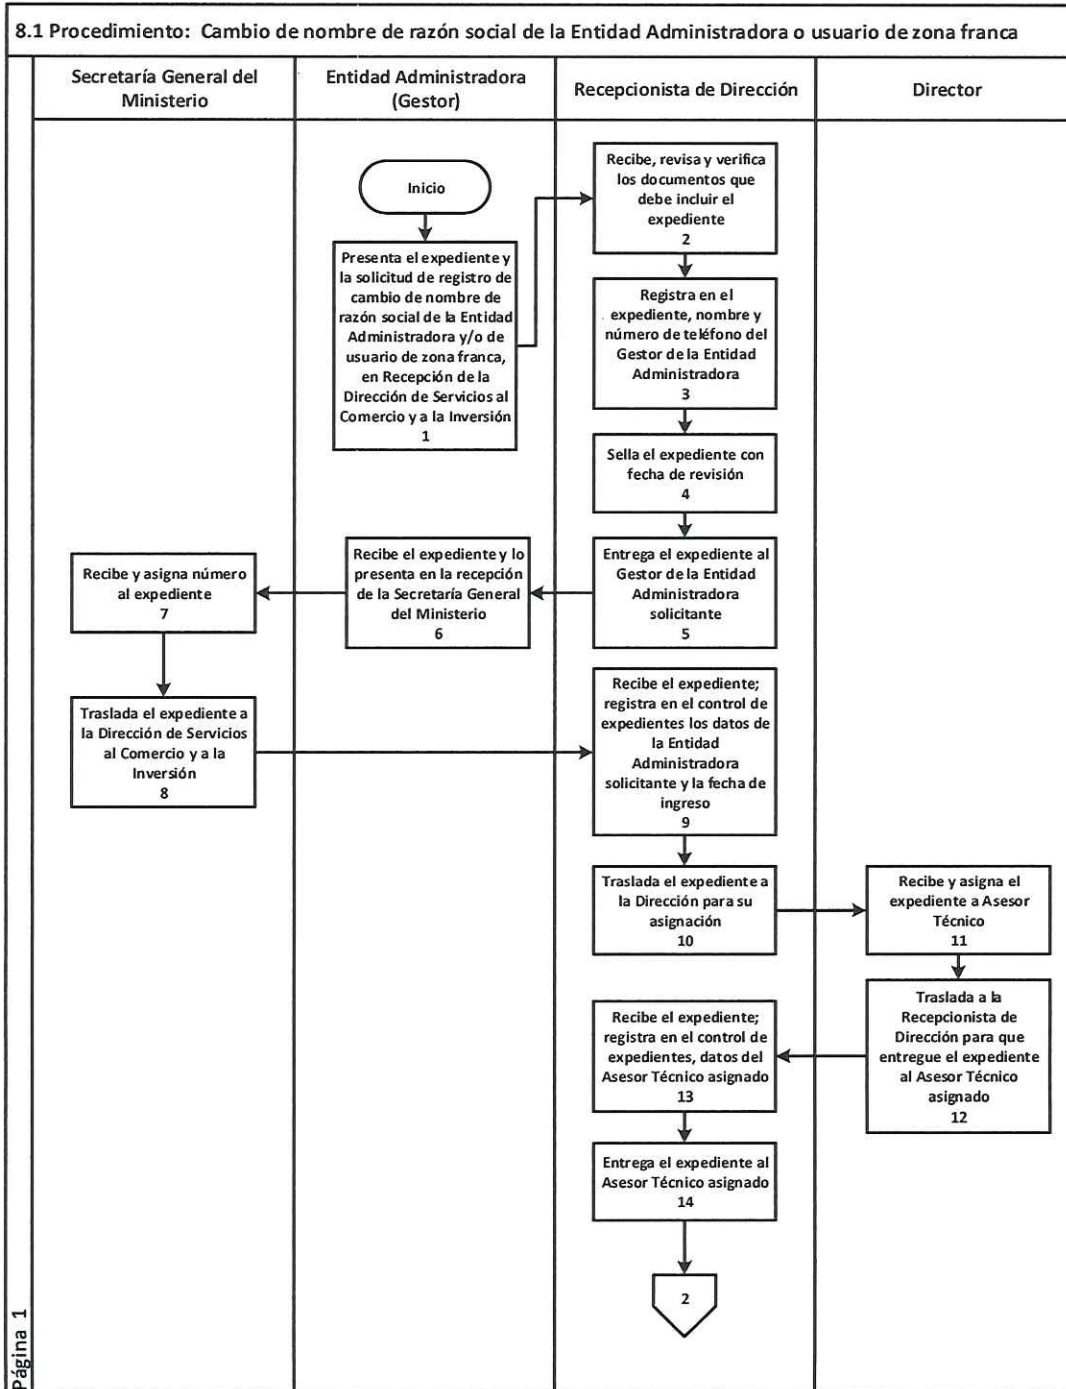 8.1 Procedimiento: Cambio de nombre de razón social de la Entidad Administradora o usuario de zona franca
Secretaría General del
Ministerio
Entidad Administradora
(Gestor)
Recepcionista de Dirección
Director
Inicio
Presenta el expediente y
la solicitud de registro de
cambio de nombre de
razón social de la Entidad
Administradora y/o de
usuario de zona franca,
en Recepción de la
Dirección de Servicios al
Comercio y a la Inversión
1
Recibe, revisa y verifica
los documentos que
debe incluir el
expediente
2
Registra en el
expediente, nombre y
número de teléfono del
Gestor de la Entidad
Administradora
3
Sella el expediente con
fecha de revisión
4
Entrega el expediente al
Gestor de la Entidad
Administradora
solicitante
5
Recibe el expediente y lo
presenta en la recepción
de la Secretaría General
del Ministerio
6
Recibe y asigna número
al expediente
7
Traslada el expediente a
la Dirección de Servicios
al Comercio y a la
Inversión
8
Recibe el expediente;
registra en el control de
expedientes los datos de
la Entidad
Administradora
solicitante y la fecha de
ingreso
9
Traslada el expediente a
la Dirección para su
asignación
10
Recibe y asigna el
expediente a Asesor
Técnico
11
Traslada a la
Recepcionista de
Dirección para que
entregue el expediente
al Asesor Técnico
asignado
12
Recibe el expediente;
registra en el control de
expedientes, datos del
Asesor Técnico asignado
13
Entrega el expediente al
Asesor Técnico asignado
14
2
Página 1